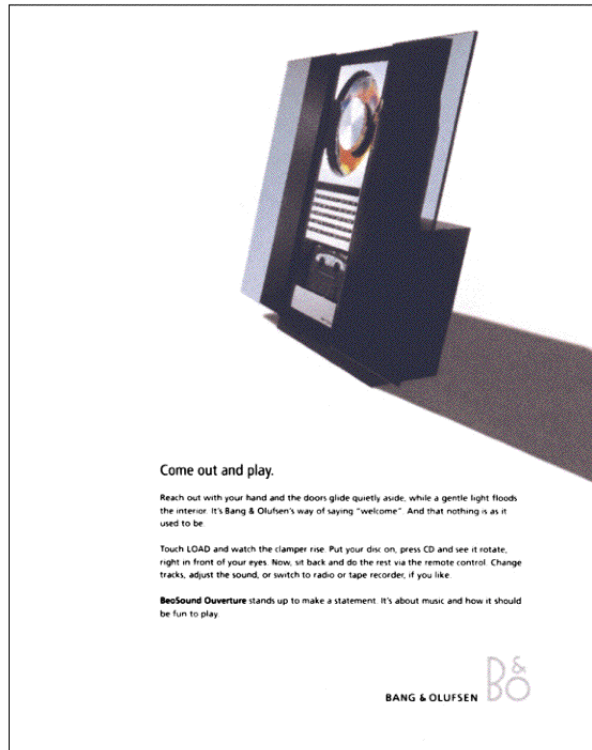 Come out and play.
Reach out with your hand and the doors glide quietly aside, while a gentle light floods
the interior. It's Bang & Olufsen's way of saying "welcome". And that nothing is as it
used to be.
Touch LOAD and watch the clamper rise. Put your disc on, press CD and see it rotate,
right in front of your eyes. Now, sit back and do the rest via the remote control. Change
tracks, adjust the sound, or switch to radio or tape recorder, if you like.
BeoSound Ouverture stands up to make a statement. It's about music and how it should
be fun to play.
BANG & OLUFSEN
B&O